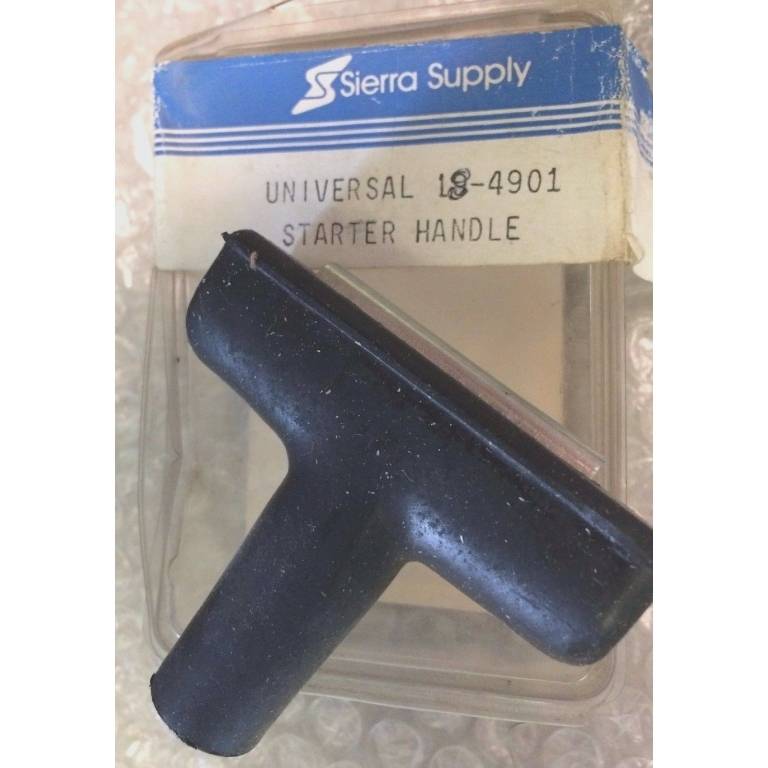 Sierra Supply
UNIVERSAL 18-4901
STARTER HANDLE